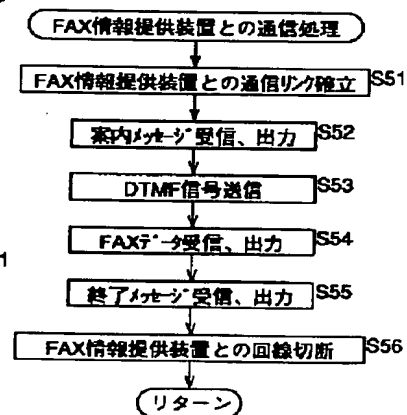 FAX情報提供装置との通信処理
FAX情報提供装置との通信リンク確立 S51
案内メッセージ受信、出力 S52
DTMF信号送信 S53
FAXデータ受信、出力 S54
1
終了メッセージ受信、出力 S55
FAX情報提供装置との回線切断 S56
リターン